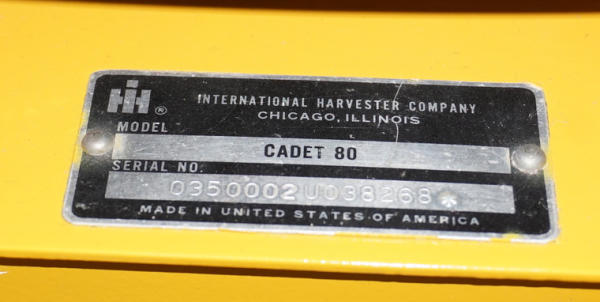 IH®
INTERNATIONAL HARVESTER COMPANY
CHICAGO, ILLINOIS
MODEL
CADET 80
SERIAL NO.
0350002U038268*
MADE IN UNITED STATES OF AMERICA